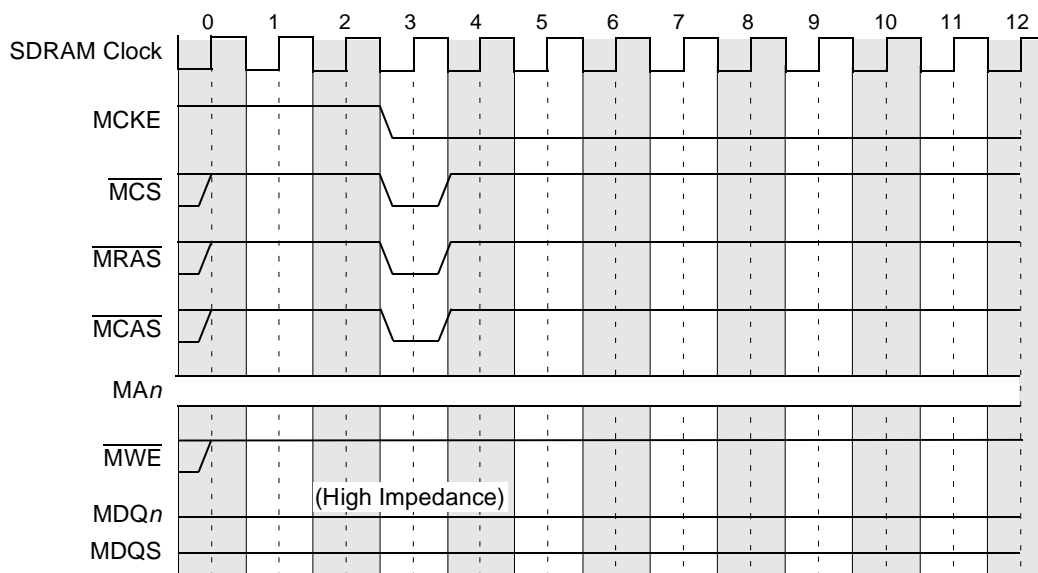 0 1 2 3 4 5 6 7 8 9 10 11 12
SDRAM Clock
MCKE
MCS
MRAS
MCAS
MAn
MWE
(High Impedance)
MDQn
MDQS